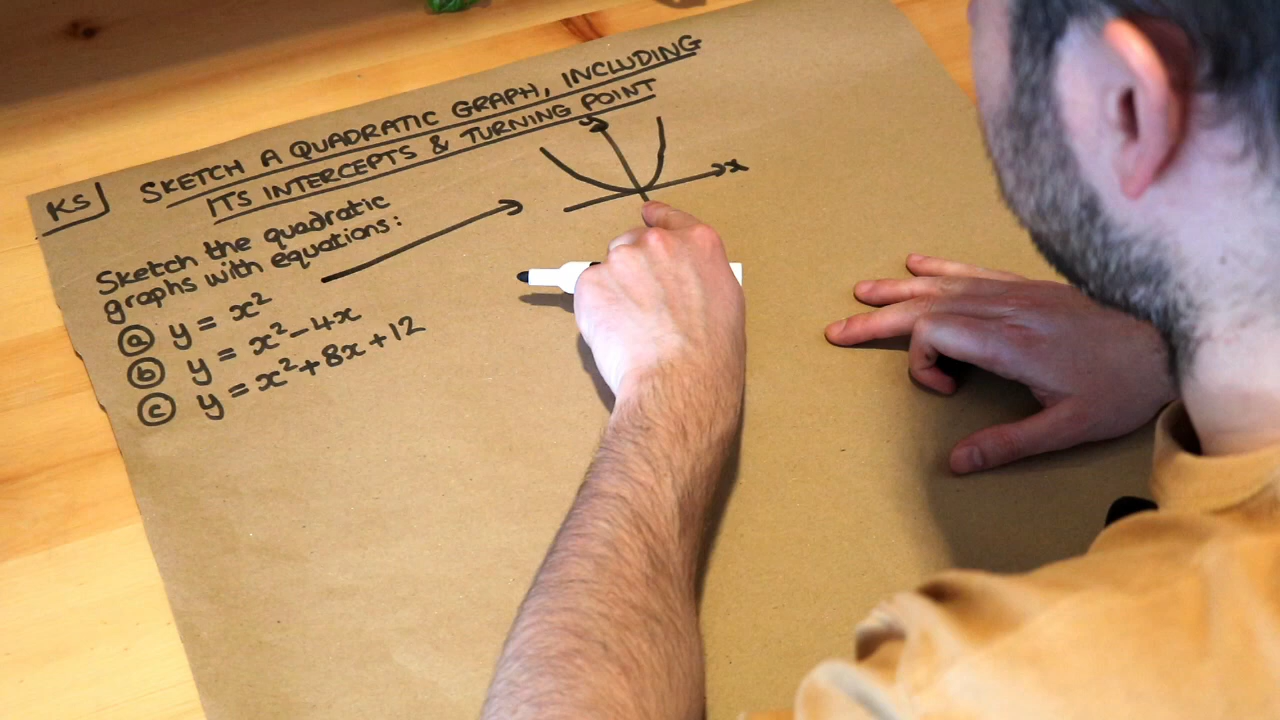 KS
SKETCH A QUADRATIC GRAPH, INCLUDING
ITS INTERCEPTS & TURNING POINT
Sketch the quadratic
graphs with equations:
ⓐ y = x²
ⓑ y = x² - 4x
ⓒ y = x² + 8x + 12
y
x